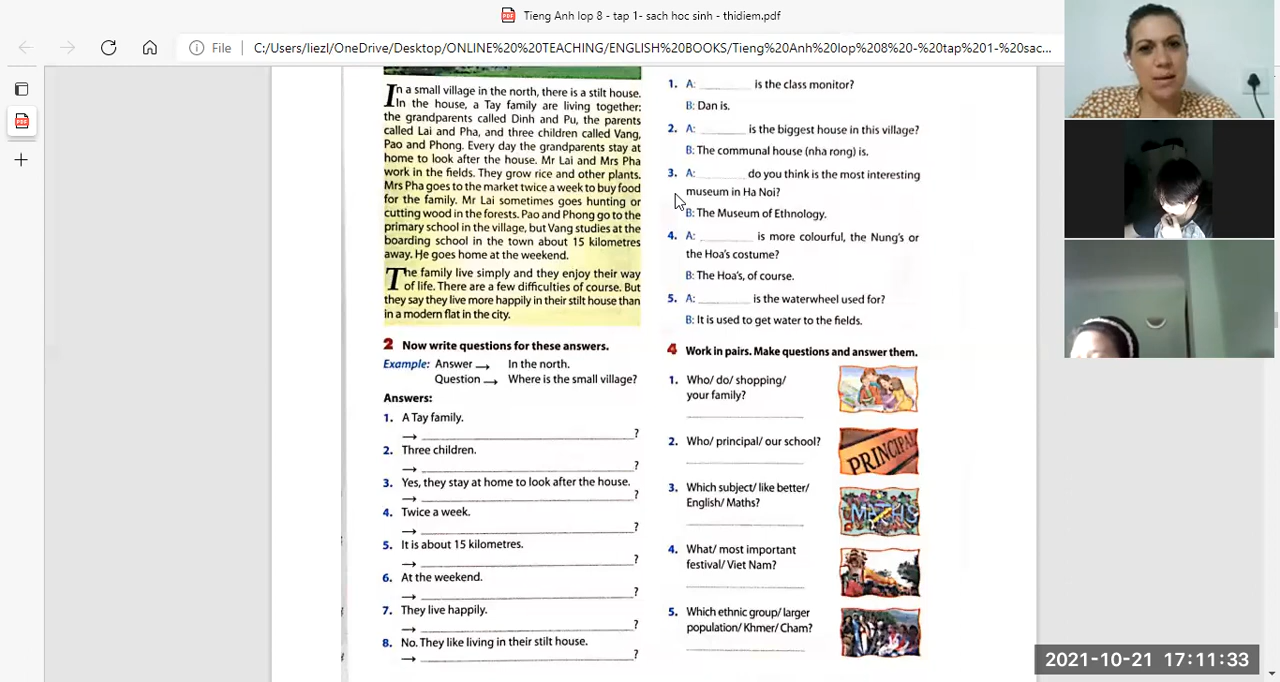 Tieng Anh lop 8 - tap 1- sach hoc sinh - thidiem.pdf
File
C:/Users/liezl/OneDrive/Desktop/ONLINE%20%20TEACHING/ENGLISH%20BOOKS/Tieng%20Anh%20lop%208%20-%20tap%201-%20sac...
In a small village in the north, there is a stilt house.
In the house, a Tay family are living together:
the grandparents called Dinh and Pu, the parents
called Lai and Pha, and three children called Vang,
Pao and Phong. Every day the grandparents stay at
home to look after the house. Mr Lai and Mrs Pha
work in the fields. They grow rice and other plants.
Mrs Pha goes to the market twice a week to buy food
for the family. Mr Lai sometimes goes hunting or
cutting wood in the forests. Pao and Phong go to the
primary school in the village, but Vang studies at the
boarding school in the town about 15 kilometres
away. He goes home at the weekend.
The family live simply and they enjoy their way
of life. There are a few difficulties of course. But
they say they live more happily in their stilt house than
in a modern flat in the city.
2 Now write questions for these answers.
Example: Answer → In the north.
Question → Where is the small village?
Answers:
1. A Tay family.
→ ______?
2. Three children.
→ ______?
3. Yes, they stay at home to look after the house.
→ ______?
4. Twice a week.
→ ______?
5. It is about 15 kilometres.
→ ______?
6. At the weekend.
→ ______?
7. They live happily.
→ ______?
8. No. They like living in their stilt house.
→ ______?
1. A: ______ is the class monitor?
B: Dan is.
2. A: ______ is the biggest house in this village?
B: The communal house (nha rong) is.
3. A: ______ do you think is the most interesting
museum in Ha Noi?
B: The Museum of Ethnology.
4. A: ______ is more colourful, the Nung's or
the Hoa's costume?
B: The Hoa's, of course.
5. A: ______ is the waterwheel used for?
B: It is used to get water to the fields.
4 Work in pairs. Make questions and answer them.
1. Who/ do/ shopping/
your family?
2. Who/ principal/ our school?
PRINCIPAL
3. Which subject/ like better/
English/ Maths?
MATHS
4. What/ most important
festival/ Viet Nam?
5. Which ethnic group/ larger
population/ Khmer/ Cham?
2021-10-21 17:11:33